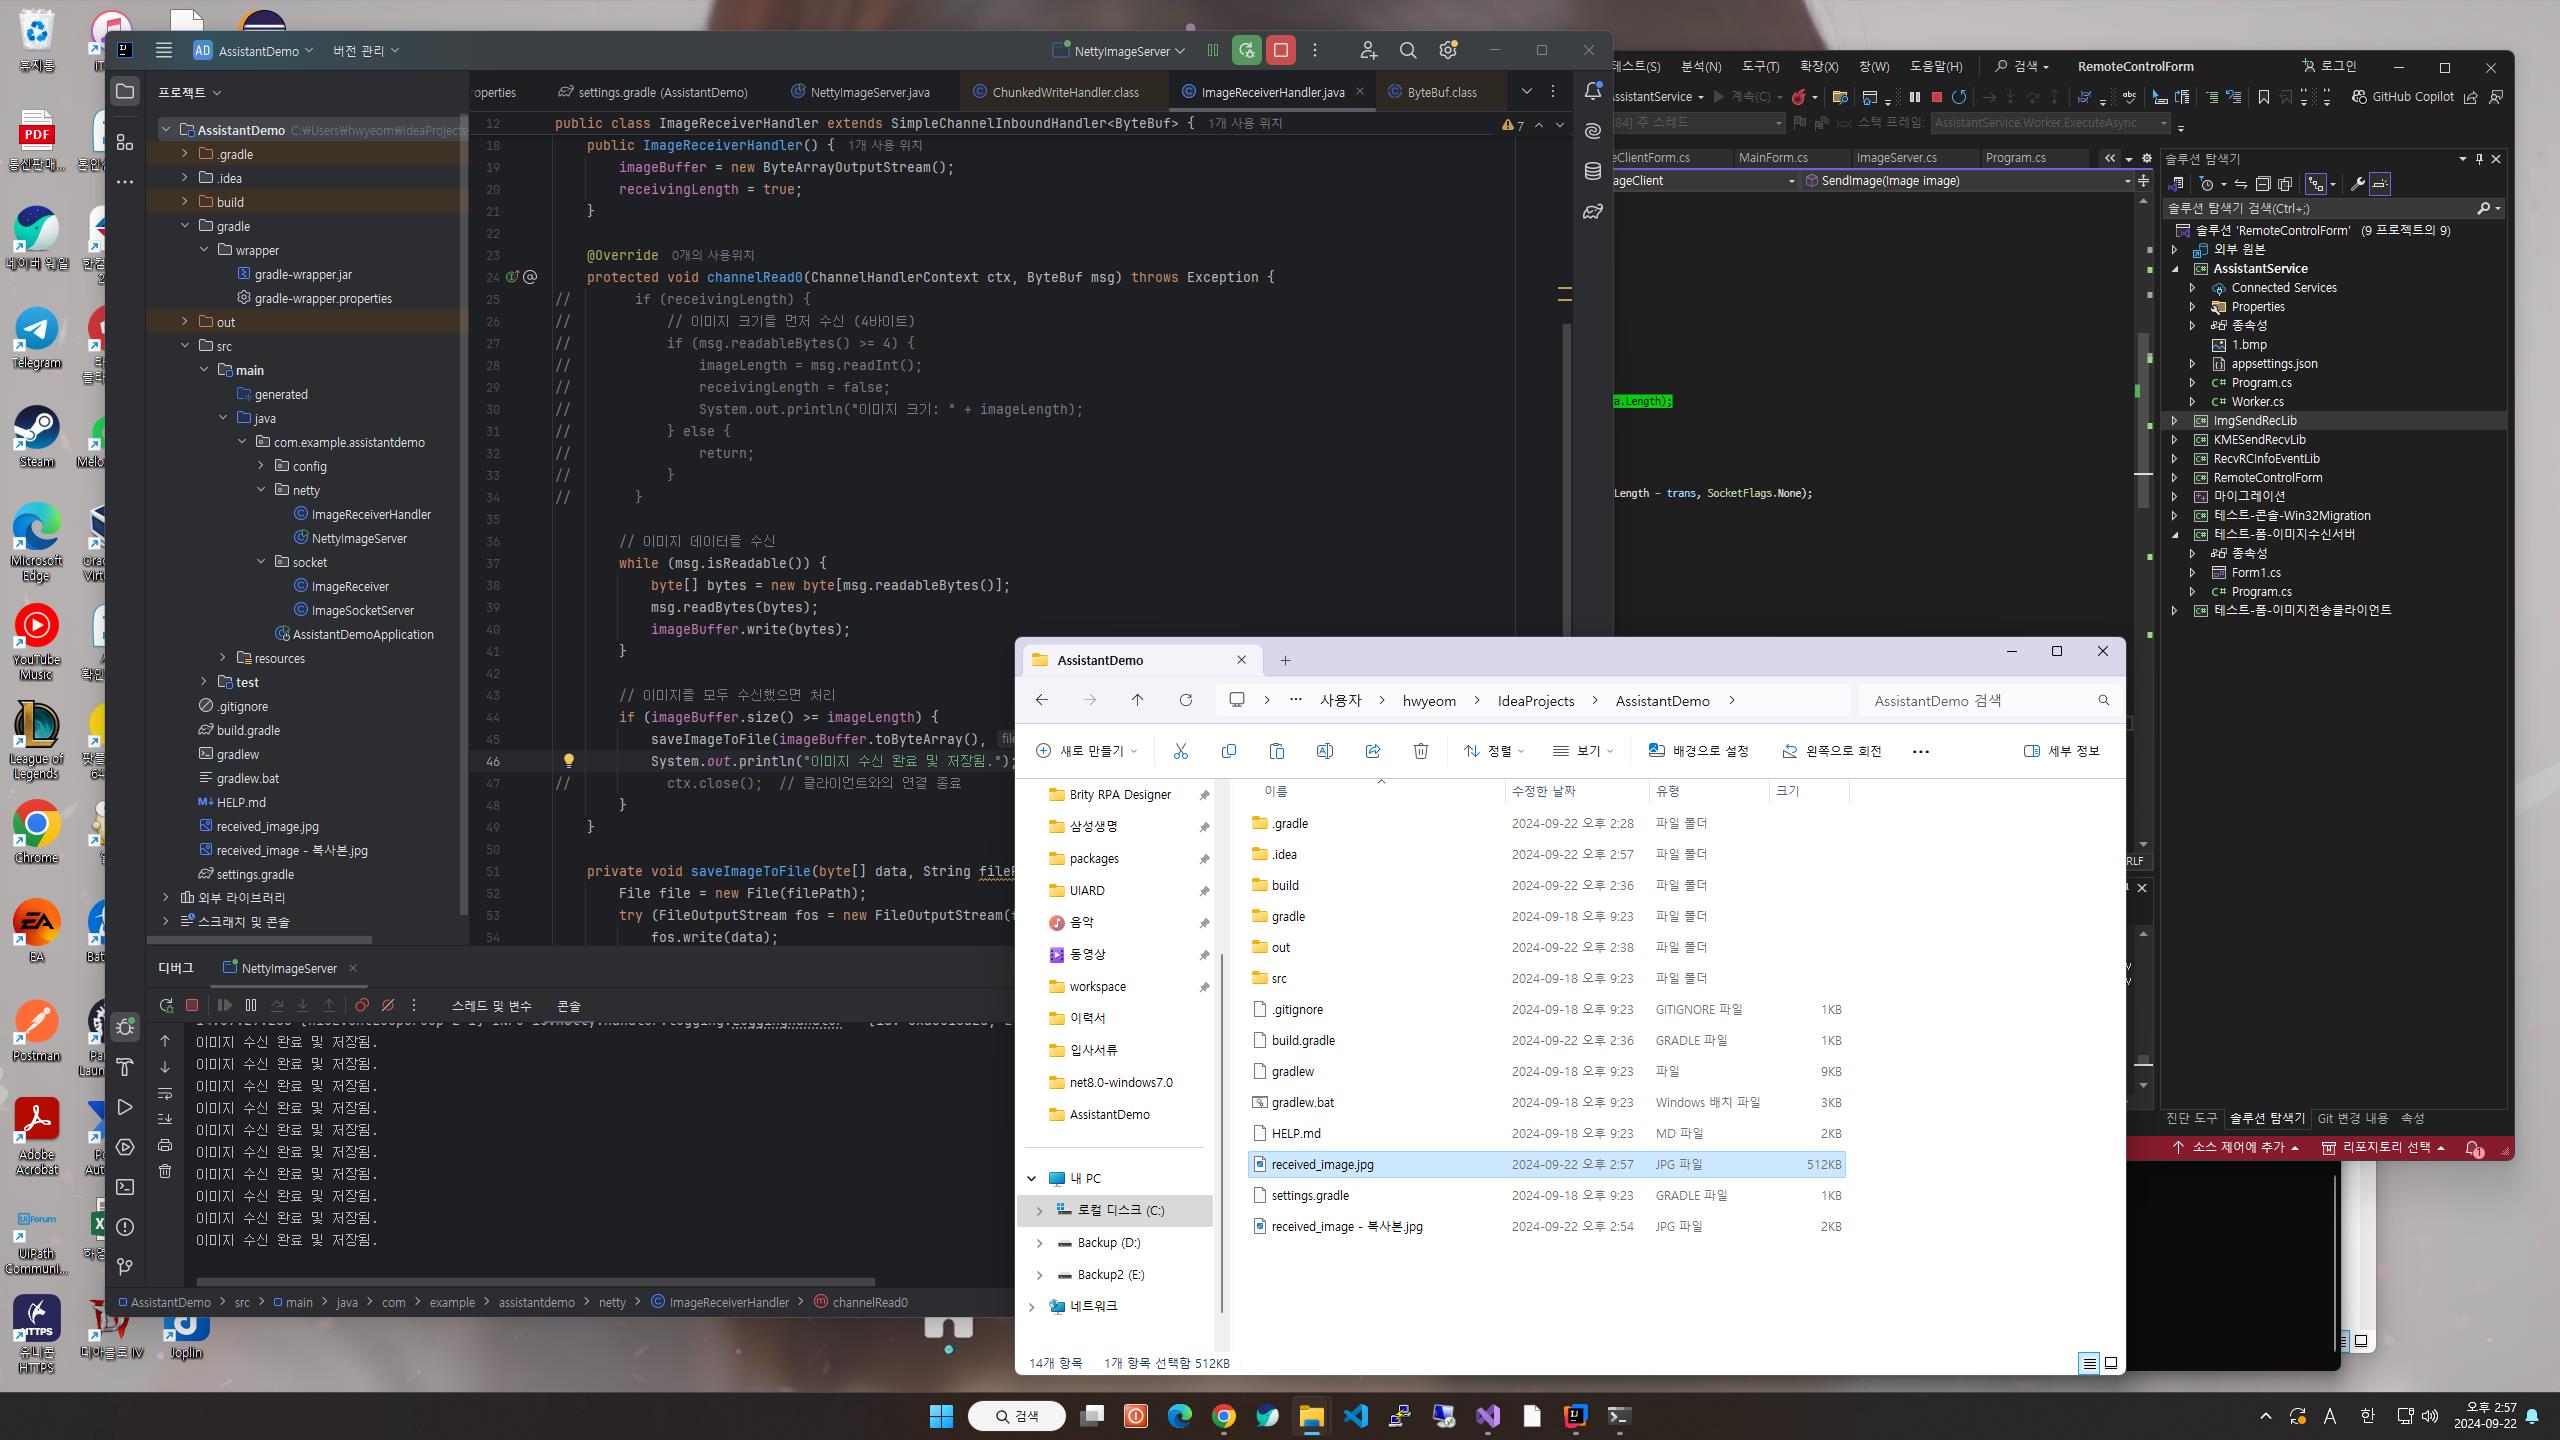 휴지통
PDF
통신판매...
네이버 웨일
Telegram
Steam
Microsoft Edge
YouTube Music
League of Legends
Chrome
EA
Postman
Adobe Acrobat
UiPath Communi...
유니콘 HTTPS
디아블로 IV
Joplin
AD AssistantDemo
버전 관리
NettyImageServer
프로젝트
operties
settings.gradle (AssistantDemo)
NettyImageServer.java
ChunkedWriteHandler.class
ImageReceiverHandler.java
ByteBuf.class
AssistantDemo C:₩Users₩hwyeom₩IdeaProjects
.gradle
.idea
build
gradle
wrapper
gradle-wrapper.jar
gradle-wrapper.properties
out
src
main
generated
java
com.example.assistantdemo
config
netty
ImageReceiverHandler
NettyImageServer
socket
ImageReceiver
ImageSocketServer
AssistantDemoApplication
resources
test
.gitignore
build.gradle
gradlew
gradlew.bat
HELP.md
received_image.jpg
received_image - 복사본.jpg
settings.gradle
외부 라이브러리
스크래치 및 콘솔
12 public class ImageReceiverHandler extends SimpleChannelInboundHandler<ByteBuf> { 1개 사용 위치
7
18 public ImageReceiverHandler() { 1개 사용 위치
19 imageBuffer = new ByteArrayOutputStream();
20 receivingLength = true;
21 }
22
23 @Override 0개의 사용위치
24 protected void channelRead0(ChannelHandlerContext ctx, ByteBuf msg) throws Exception {
25 // if (receivingLength) {
26 // // 이미지 크기를 먼저 수신 (4바이트)
27 // if (msg.readableBytes() >= 4) {
28 // imageLength = msg.readInt();
29 // receivingLength = false;
30 // System.out.println("이미지 크기: " + imageLength);
31 // } else {
32 // return;
33 // }
34 // }
35
36 // 이미지 데이터를 수신
37 while (msg.isReadable()) {
38 byte[] bytes = new byte[msg.readableBytes()];
39 msg.readBytes(bytes);
40 imageBuffer.write(bytes);
41 }
42
43 // 이미지를 모두 수신했으면 처리
44 if (imageBuffer.size() >= imageLength) {
45 saveImageToFile(imageBuffer.toByteArray(), file
46 System.out.println("이미지 수신 완료 및 저장됨.");
47 // ctx.close(); // 클라이언트와의 연결 종료
48 }
49 }
50
51 private void saveImageToFile(byte[] data, String fileP
52 File file = new File(filePath);
53 try (FileOutputStream fos = new FileOutputStream(f
54 fos.write(data);
디버그
NettyImageServer
스레드 및 변수
콘솔
이미지 수신 완료 및 저장됨.
이미지 수신 완료 및 저장됨.
이미지 수신 완료 및 저장됨.
이미지 수신 완료 및 저장됨.
이미지 수신 완료 및 저장됨.
이미지 수신 완료 및 저장됨.
이미지 수신 완료 및 저장됨.
이미지 수신 완료 및 저장됨.
이미지 수신 완료 및 저장됨.
이미지 수신 완료 및 저장됨.
AssistantDemo > src > main > java > com > example > assistantdemo > netty > ImageReceiverHandler > channelRead0
테스트(S) 분석(N) 도구(T) 확장(X) 창(W) 도움말(H) 검색 RemoteControlForm 로그인
ssistantService 계속(C) GitHub Copilot
84] 주 스레드 스택 프레임: AssistantService.Worker.ExecuteAsync
eClientForm.cs MainForm.cs ImageServer.cs Program.cs
ageClient SendImage(Image image)
a.Length);
Length - trans, SocketFlags.None);
RLF
솔루션 탐색기
솔루션 탐색기 검색(Ctrl+;)
솔루션 'RemoteControlForm' (9 프로젝트의 9)
외부 원본
AssistantService
Connected Services
Properties
종속성
1.bmp
appsettings.json
Program.cs
Worker.cs
ImgSendRecLib
KMESendRecvLib
RecvRCInfoEventLib
RemoteControlForm
마이그레이션
테스트-콘솔-Win32Migration
테스트-폼-이미지수신서버
종속성
Form1.cs
Program.cs
테스트-폼-이미지전송클라이언트
진단 도구 솔루션 탐색기 Git 변경 내용 속성
소스 제어에 추가 리포지토리 선택 1
AssistantDemo
사용자 > hwyeom > IdeaProjects > AssistantDemo >
AssistantDemo 검색
새로 만들기 정렬 보기 배경으로 설정 왼쪽으로 회전 세부 정보
Brity RPA Designer
삼성생명
packages
UIARD
음악
동영상
workspace
이력서
입사서류
net8.0-windows7.0
AssistantDemo
내 PC
로컬 디스크 (C:)
Backup (D:)
Backup2 (E:)
네트워크
이름 수정한 날짜 유형 크기
.gradle 2024-09-22 오후 2:28 파일 폴더
.idea 2024-09-22 오후 2:57 파일 폴더
build 2024-09-22 오후 2:36 파일 폴더
gradle 2024-09-18 오후 9:23 파일 폴더
out 2024-09-22 오후 2:38 파일 폴더
src 2024-09-18 오후 9:23 파일 폴더
.gitignore 2024-09-18 오후 9:23 GITIGNORE 파일 1KB
build.gradle 2024-09-22 오후 2:36 GRADLE 파일 1KB
gradlew 2024-09-18 오후 9:23 파일 9KB
gradlew.bat 2024-09-18 오후 9:23 Windows 배치 파일 3KB
HELP.md 2024-09-18 오후 9:23 MD 파일 2KB
received_image.jpg 2024-09-22 오후 2:57 JPG 파일 512KB
settings.gradle 2024-09-18 오후 9:23 GRADLE 파일 1KB
received_image - 복사본.jpg 2024-09-22 오후 2:54 JPG 파일 2KB
14개 항목 1개 항목 선택함 512KB
검색
A 한
오후 2:57
2024-09-22